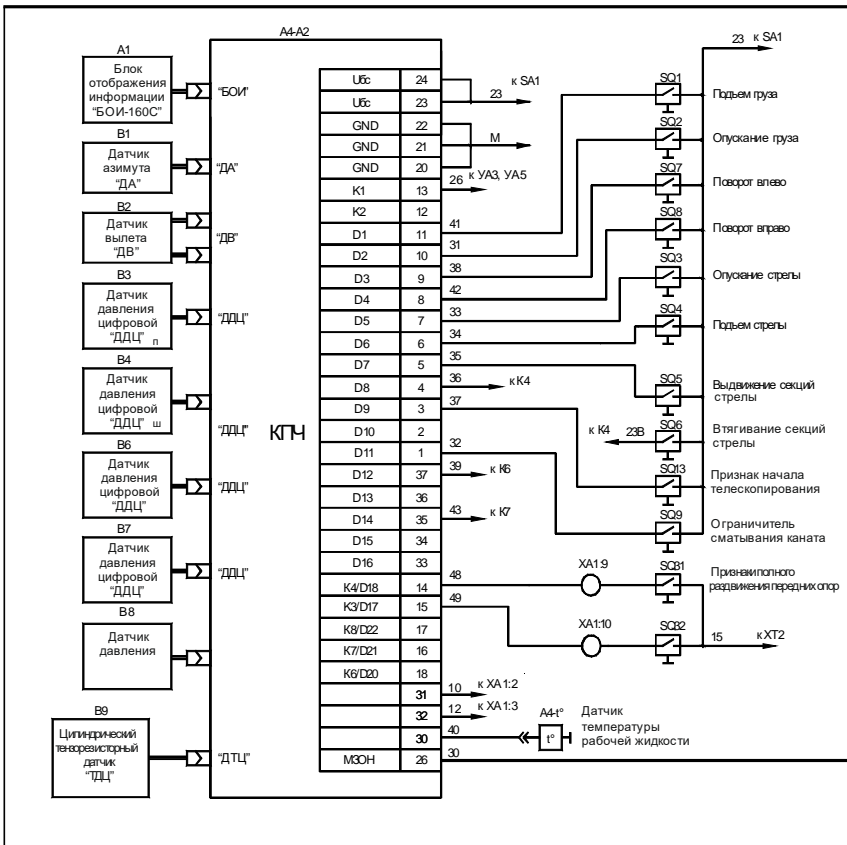 A1
Блок
отображения
информации
“БОИ-160С”
“БОИ”
B1
Датчик
азимута
“ДА”
“ДА”
B2
Датчик
вылета
“ДВ”
“ДВ”
B3
Датчик
давления
цифровой
“ДДЦ” п
“ДДЦ”
B4
Датчик
давления
цифровой
“ДДЦ” ш
“ДДЦ”
B6
Датчик
давления
цифровой
“ДДЦ”
“ДДЦ”
B7
Датчик
давления
цифровой
“ДДЦ”
“ДДЦ”
B8
Датчик
давления
B9
Цилиндрический
тензорезисторный
датчик
“ТДЦ”
“ДТЦ”
A4-A2
КПЧ
Uбс 24
Uбс 23
GND 22
GND 21
GND 20
K1 13
K2 12
D1 11
D2 10
D3 9
D4 8
D5 7
D6 6
D7 5
D8 4
D9 3
D10 2
D11 1
D12 37
D13 36
D14 35
D15 34
D16 33
K4/D18 14
K3/D17 15
K8/D22 17
K7/D21 16
K6/D20 18
31
32
30
МЗОН 26
23 к SA1
М
26 к УА3, УА5
41
31
38
42
33
34
35
36 к К4
37
32
39 к К6
43 к К7
48
49
10 к ХА1:2
12 к ХА1:3
40
30
23 к SA1
SQ1 Подъем груза
SQ2 Опускание груза
SQ7 Поворот влево
SQ8 Поворот вправо
SQ3 Опускание стрелы
SQ4 Подъем стрелы
SQ5 Выдвижение секций
стрелы
к К4 23В SQ6 Втягивание секций
стрелы
SQ13 Признак начала
телескопирования
SQ9 Ограничитель
сматывания каната
XA1:9 SQ31 Признаки полного
раздвижения передних опор
XA1:10 SQ32
15 к ХТ2
A4-t° Датчик
температуры
рабочей жидкости
t°